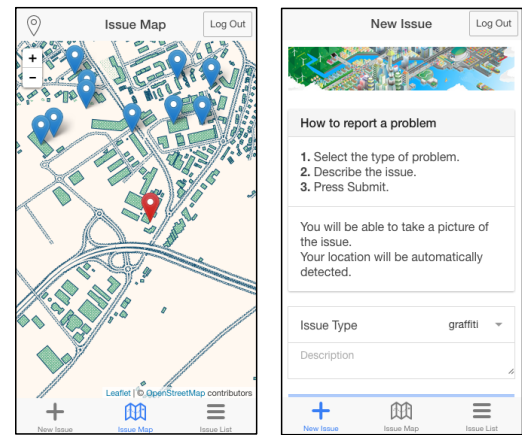 Issue Map
Log Out
+
−
Leaflet | © OpenStreetMap contributors
New Issue
Issue Map
Issue List
New Issue
Log Out
How to report a problem
1. Select the type of problem.
2. Describe the issue.
3. Press Submit.
You will be able to take a picture of
the issue.
Your location will be automatically
detected.
Issue Type graffiti
Description
New Issue
Issue Map
Issue List